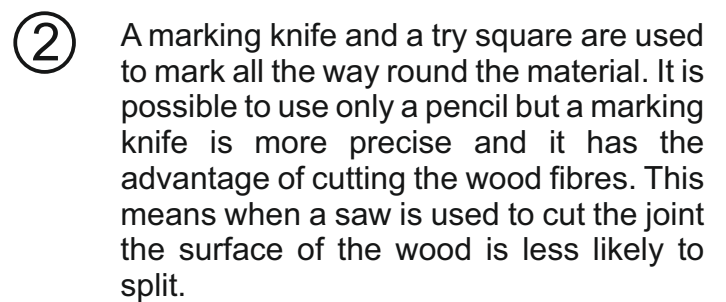 ② A marking knife and a try square are used
to mark all the way round the material. It is
possible to use only a pencil but a marking
knife is more precise and it has the
advantage of cutting the wood fibres. This
means when a saw is used to cut the joint
the surface of the wood is less likely to
split.